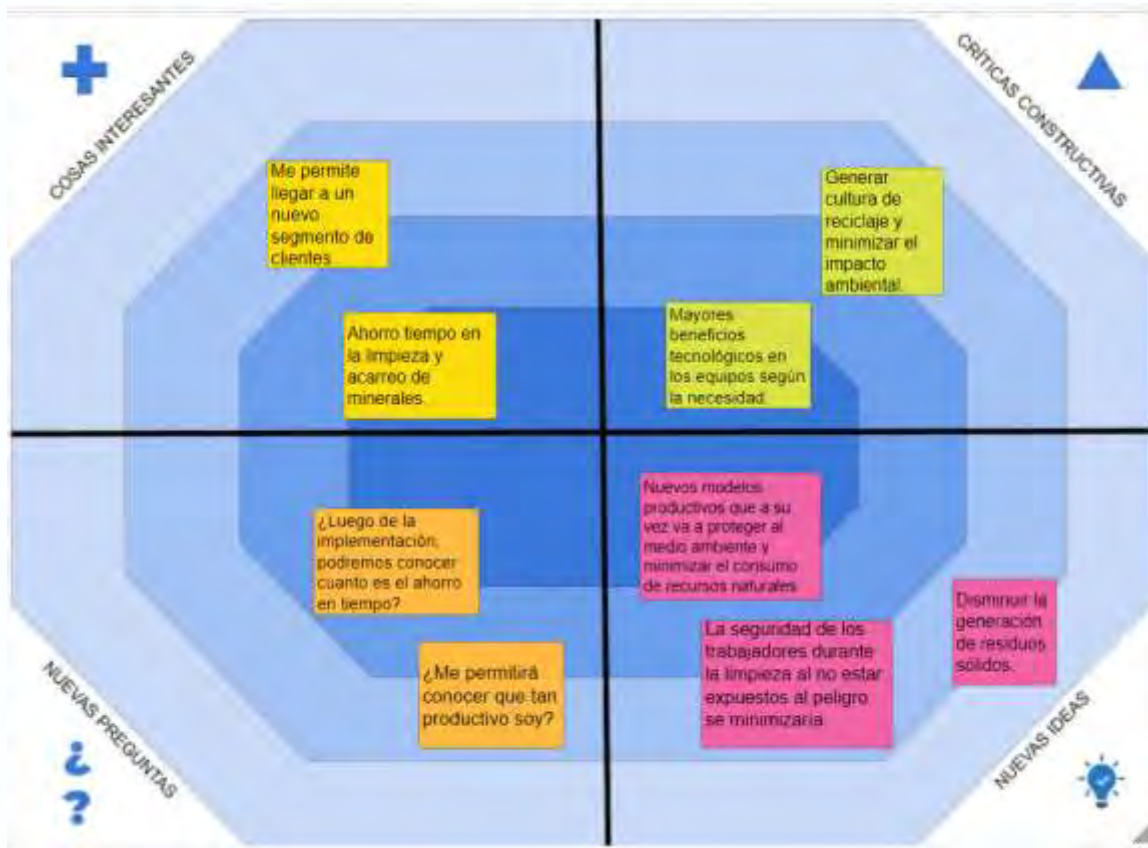 COSAS INTERESANTES
Me permite
llegar a un
nuevo
segmento de
clientes.
Ahorro tiempo en
la limpieza y
acarreo de
minerales.
CRÍTICAS CONSTRUCTIVAS
Generar
cultura de
reciclaje y
minimizar el
impacto
ambiental.
Mayores
beneficios
tecnológicos en
los equipos según
la necesidad.
NUEVAS PREGUNTAS
¿Luego de la
implementación,
podremos conocer
cuanto es el ahorro
en tiempo?
¿Me permitirá
conocer que tan
productivo soy?
¿
?
NUEVAS IDEAS
Nuevos modelos
productivos que a su
vez va a proteger al
medio ambiente y
minimizar el consumo
de recursos naturales.
La seguridad de los
trabajadores durante
la limpieza al no estar
expuestos al peligro
se minimizaría.
Disminuir la
generación
de residuos
sólidos.